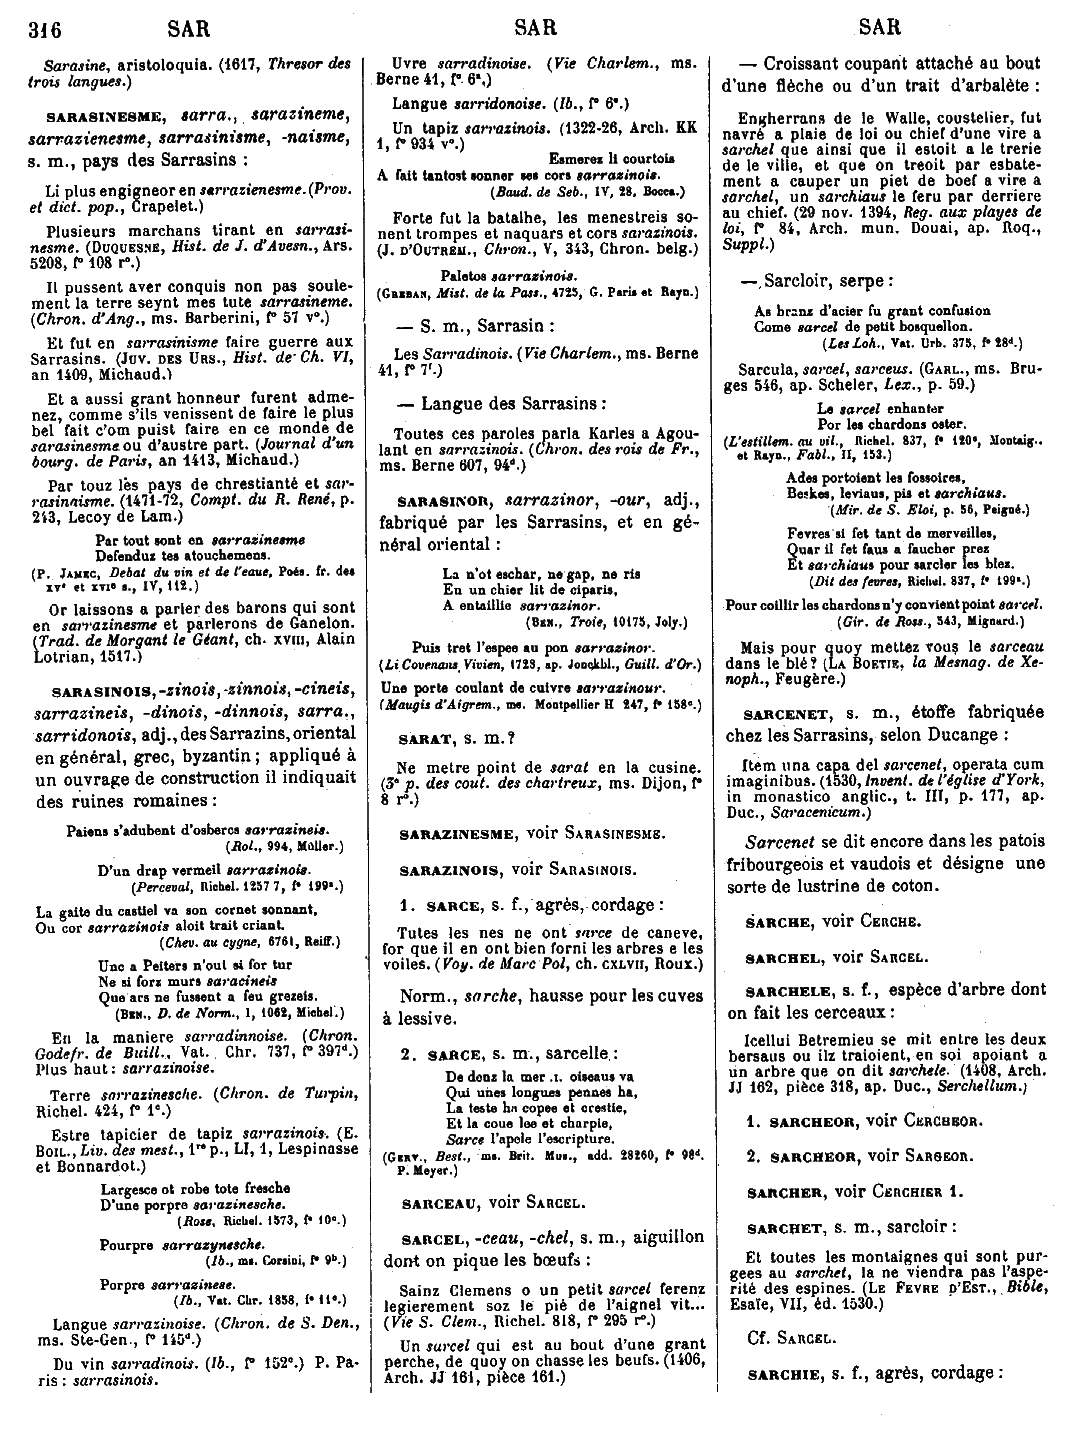 316 SAR SAR SAR
Sarasine, aristoloquia. (1617, Thresor des
trois langues.)
SARASINESME, sarra., sarazineme,
sarrazienesme, sarrasinisme, -naisme,
s. m., pays des Sarrasins :
Li plus engigneor en sarrazienesme. (Prov.
et dict. pop., Crapelet.)
Plusieurs marchans tirant en sarrasi-
nesme. (DUQUESNE, Hist. de J. d'Avesn., Ars.
5208, f° 108 r°.)
Il pussent aver conquis non pas soule-
ment la terre seynt mes tute sarrasineme.
(Chron. d'Ang., ms. Barberini, f° 57 v°.)
Et fut en sarrasinisme faire guerre aux
Sarrasins. (JUV. DES URS., Hist. de Ch. VI,
an 1409, Michaud.)
Et a aussi grant honneur furent adme-
nez, comme s'ils venissent de faire le plus
bel fait c'om puist faire en ce monde de
sarasinesme ou d'austre part. (Journal d'un
bourg. de Paris, an 1413, Michaud.)
Par touz lès pays de chrestianté et sar-
rasinnaisme. (1471-72, Compt. du R. René, p.
243, Lecoy de Lam.)
Par tout sont en sarrazinesme
Defenduz tes atouchemens.
(P. JAMEC, Debat du vin et de l'eaue, Poés. fr. des
XVe et XVIe s., IV, 112.)
Or laissons a parler des barons qui sont
en sarrazinesme et parlerons de Ganelon.
(Trad. de Morgant le Géant, ch. XVIII, Alain
Lotrian, 1517.)
SARASINOIS, -zinois, -zinnois, -cineis,
sarrazineis, -dinois, -dinnois, sarra.,
sarridonois, adj., des Sarrazins, oriental
en général, grec, byzantin ; appliqué à
un ouvrage de construction il indiquait
des ruines romaines :
Paiens s'adubent d'osbercs sarrazineis.
(Rol., 994, Müller.)
D'un drap vermeil sarrazinois.
(Perceval, Richel. 12577, f° 199a.)
La gaite du castiel va son cornet sonnant,
Ou cor sarrazinois aloit trait criant.
(Chev. au cygne, 6761, Reiff.)
Unc a Peiters n'out si for tur
Ne si forz murs saracineis
Que ars ne fussent a feu grezeis.
(BEN., D. de Norm., I, 1062, Michel.)
En la maniere sarradinnoise. (Chron.
Godefr. de Buill., Vat. Chr. 737, f° 397d.)
Plus haut : sarrazinoise.
Terre sarrazinesche. (Chron. de Turpin,
Richel. 424, f° 1c.)
Estre tapicier de tapiz sarrazinois. (E.
BOIL., Liv. des mest., 1re p., LI, 1, Lespinasse
et Bonnardot.)
Largesce ot robe tote fresche
D'une porpre sarazinesche.
(Rose, Richel. 1573, f° 10c.)
Pourpre sarrazynesche.
(Ib., ms. Corsini, f° 9b.)
Porpre sarrazinese.
(Ib., Vat. Chr. 1858, f° 11c.)
Langue sarrazinoise. (Chron. de S. Den.,
ms. Ste-Gen., f° 145d.)
Du vin sarradinois. (Ib., f° 152c.) P. Pa-
ris : sarrasinois.
Uvre sarradinoise. (Vie Charlem., ms.
Berne 41, f° 6a.)
Langue sarridonoise. (Ib., f° 6e.)
Un tapiz sarrazinois. (1322-26, Arch. KK
1, f° 934 v°.)
Esmerez li courtois
A fait tantost sonner ses cors sarrazinois.
(Baud. de Seb., IV, 28, Bocca.)
Forte fut la batalhe, les menestreis so-
nent trompes et naquars et cors sarazinois.
(J. D'OUTREM., Chron., V, 343, Chron. belg.)
Paletos sarrazinois.
(GREBAN, Mist. de la Pass., 4725, G. Paris et Rayn.)
— S. m., Sarrasin :
Les Sarradinois. (Vie Charlem., ms. Berne
41, f° 7f.)
— Langue des Sarrasins :
Toutes ces paroles parla Karles a Agou-
lant en sarrazinois. (Chron. des rois de Fr.,
ms. Berne 607, 94d.)
SARASINOR, sarrazinor, -our, adj.,
fabriqué par les Sarrasins, et en gé-
néral oriental :
La n'ot eschar, ne gap, ne ris
En un chier lit de ciparis,
A entaillie sarrazinor.
(BEN., Troie, 10175, Joly.)
Puis tret l'espee au pon sarrazinor.
(Li Covenans Vivien, 1728, ap. Jonckbl., Guill. d'Or.)
Une porte coulant de cuivre sarrazinour.
(Maugis d'Aigrem., ms. Montpellier H 247, f° 158c.)
SARAT, s. m. ?
Ne metre point de sarat en la cusine.
(3e p. des cout. des chartreux, ms. Dijon, f°
8 r°.)
SARAZINESME, voir SARASINESME.
SARAZINOIS, voir SARASINOIS.
1. SARCE, s. f., agrès, cordage :
Tutes les nes ne ont sarce de caneve,
for que il en ont bien forni les arbres e les
voiles. (Voy. de Marc Pol, ch. CXLVII, Roux.)
Norm., sarche, hausse pour les cuves
à lessive.
2. SARCE, s. m., sarcelle :
De donz la mer .I. oiseaus va
Qui unes longues pennes ha,
La teste ha copee et crestie,
Et la coue lee et charpie,
Sarce l'apele l'escripture.
(GERV., Best., ms. Brit. Mus., add. 28260, f° 98d.
P. Meyer.)
SARCEAU, voir SARCEL.
SARCEL, -ceau, -chel, s. m., aiguillon
dont on pique les bœufs :
Sainz Clemens o un petit sarcel ferenz
legierement soz le pié de l'aignel vit...
(Vie S. Clem., Richel. 818, f° 295 r°.)
Un surcel qui est au bout d'une grant
perche, de quoy on chasse les beufs. (1406,
Arch. JJ 161, pièce 161.)
— Croissant coupant attaché au bout
d'une flèche ou d'un trait d'arbalète :
Engherrans de le Walle, coustelier, fut
navré a plaie de loi ou chief d'une vire a
sarchel que ainsi que il estoit a le trerie
de le ville, et que on treoit par esbate-
ment a cauper un piet de boef a vire a
sarchel, un sarchiaus le feru par derriere
au chief. (29 nov. 1394, Reg. aux playes de
loi, f° 84, Arch. mun. Douai, ap. Roq.,
Suppl.)
— Sarcloir, serpe :
As branz d'acier fu grant confusion
Come sarcel de petit bosquellon.
(Les Loh., Vat. Urb. 375, f° 28d.)
Sarcula, sarcel, sarceus. (GARL., ms. Bru-
ges 546, ap. Scheler, Lex., p. 59.)
Le sarcel enhanter
Por les chardons oster.
(L'estillem. au vil., Richel. 837, f° 120a, Montaig.
et Rayn., Fabl., II, 153.)
Ades portoient les fossoires,
Beskes, leviaus, pis et sarchiaus.
(Mir. de S. Eloi, p. 56, Peigné.)
Fevres si fet tant de merveilles,
Quar il fet faus a faucher prez
Et sarchiaus pour sarcler les blez.
(Dit des fevres, Richel. 837, f° 199a.)
Pour coillir les chardons n'y convient point sarcel.
(Gir. de Ross., 543, Mignard.)
Mais pour quoy mettez vous le sarceau
dans le blé ? (LA BOETIE, la Mesnag. de Xe-
noph., Feugère.)
SARCENET, s. m., étoffe fabriquée
chez les Sarrasins, selon Ducange :
Item una capa del sarcenet, operata cum
imaginibus. (1530, Invent. de l'église d'York,
in monastico anglic., t. III, p. 177, ap.
Duc., Saracenicum.)
Sarcenet se dit encore dans les patois
fribourgeois et vaudois et désigne une
sorte de lustrine de coton.
SARCHE, voir CERCHE.
SARCHEL, voir SARCEL.
SARCHELE, s. f., espèce d'arbre dont
on fait les cerceaux :
Icellui Betremieu se mit entre les deux
bersaus ou ilz traioient, en soi apoiant a
un arbre que on dit sarchele. (1408, Arch.
JJ 162, pièce 318, ap. Duc., Serchellum.)
1. SARCHEOR, voir CERCHEOR.
2. SARCHEOR, voir SARGEOR.
SARCHER, voir CERCHIER 1.
SARCHET, s. m., sarcloir :
Et toutes les montaignes qui sont pur-
gees au sarchet, la ne viendra pas l'aspe-
rité des espines. (LE FEVRE D'EST., Bible,
Esaïe, VII, éd. 1530.)
Cf. SARCEL.
SARCHIE, s. f., agrès, cordage :